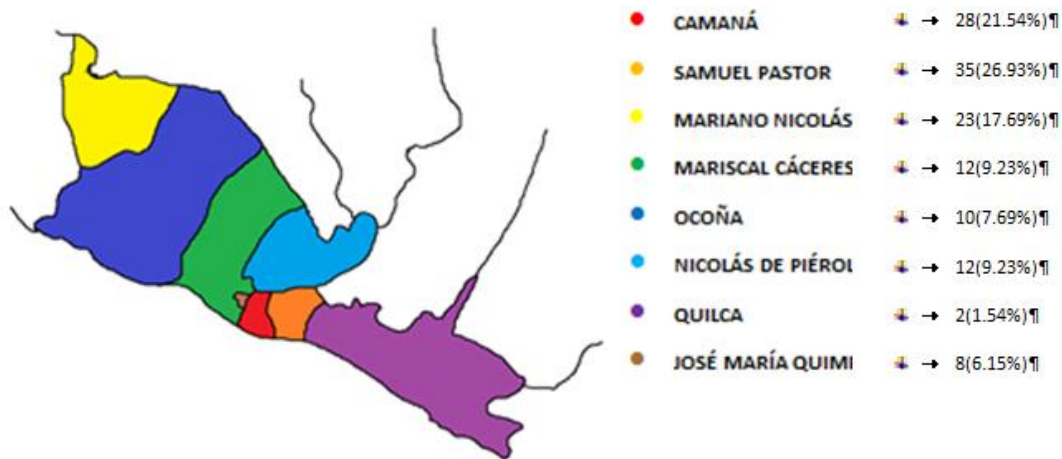 CAMANÁ → 28(21.54%)¶
SAMUEL PASTOR → 35(26.93%)¶
MARIANO NICOLÁS → 23(17.69%)¶
MARISCAL CÁCERES → 12(9.23%)¶
OCOÑA → 10(7.69%)¶
NICOLÁS DE PIÉROL → 12(9.23%)¶
QUILCA → 2(1.54%)¶
JOSÉ MARÍA QUIMI → 8(6.15%)¶